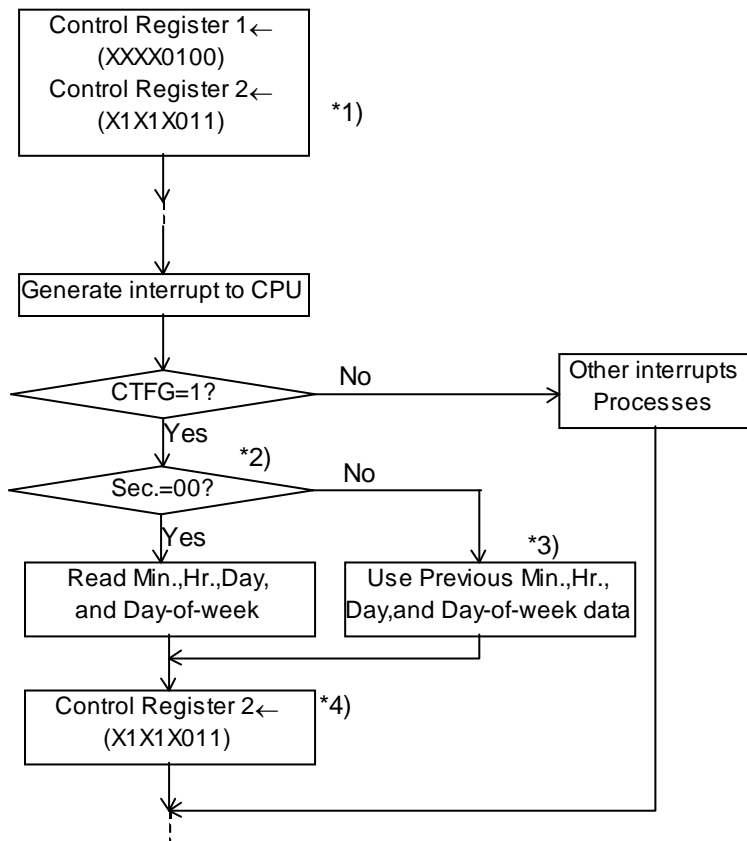 Control Register 1←
(XXXX0100)
Control Register 2←
(X1X1X011)
*1)
Generate interrupt to CPU
CTFG=1?
No
Other interrupts
Processes
Yes
*2)
Sec.=00?
No
Yes
*3)
Read Min.,Hr.,Day,
and Day-of-week
Use Previous Min.,Hr.,
Day,and Day-of-week data
Control Register 2←
(X1X1X011)
*4)